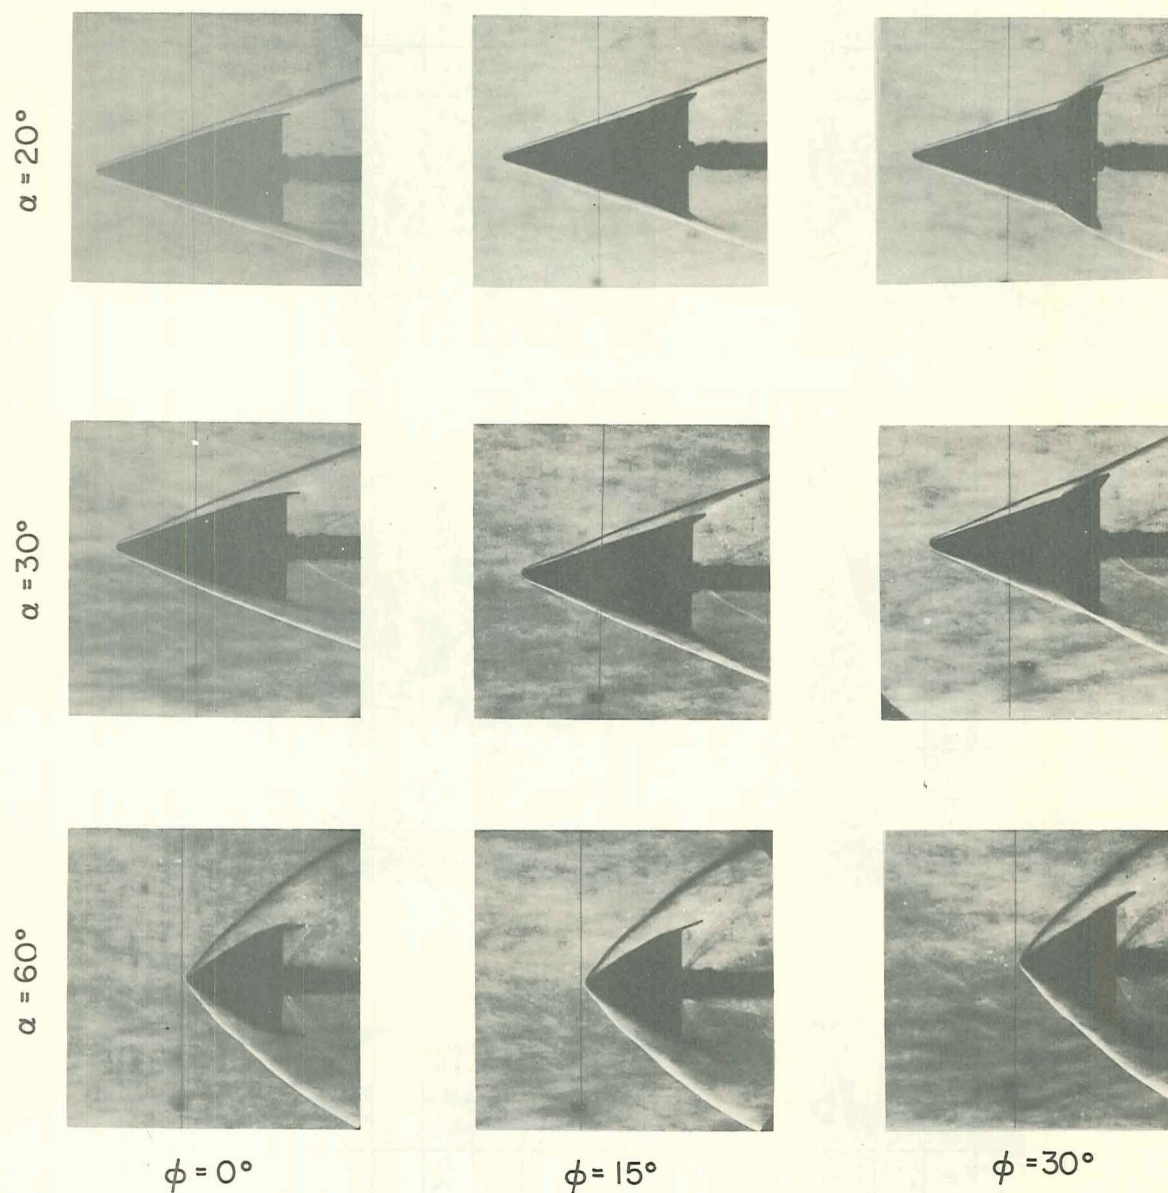 α = 20°
α = 30°
α = 60°
ϕ = 0°
ϕ = 15°
ϕ = 30°